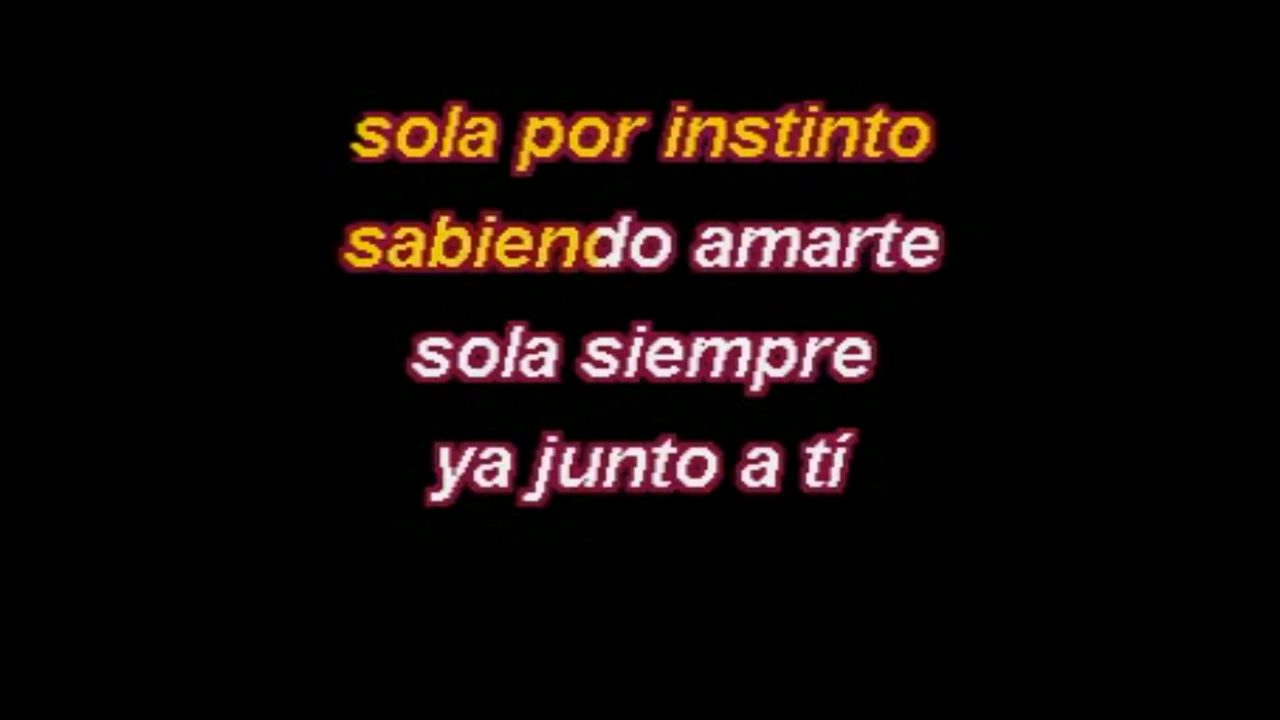 sola por instinto
sabiendo amarte
sola siempre
ya junto a tí